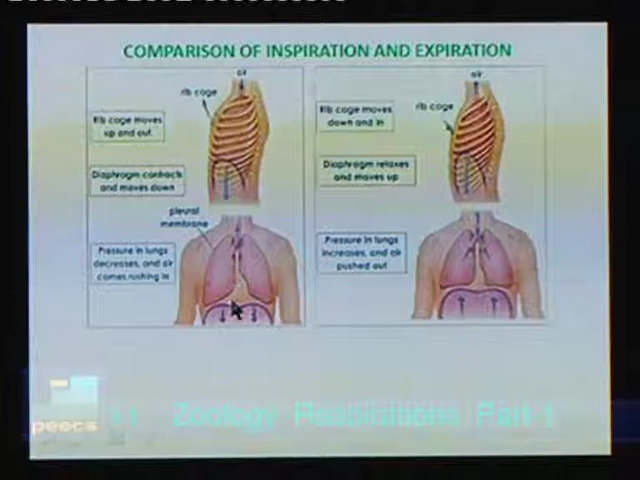 COMPARISON OF INSPIRATION AND EXPIRATION
air
rib cage
Rib cage moves
up and out
Diaphragm contracts
and moves down
pleural
membrane
Pressure in lungs
decreases, and air
comes rushing in
air
rib cage
Rib cage moves
down and in
Diaphragm relaxes
and moves up
Pressure in lungs
increases, and air
pushed out
peecs
11 Zoology Respirations Part 1